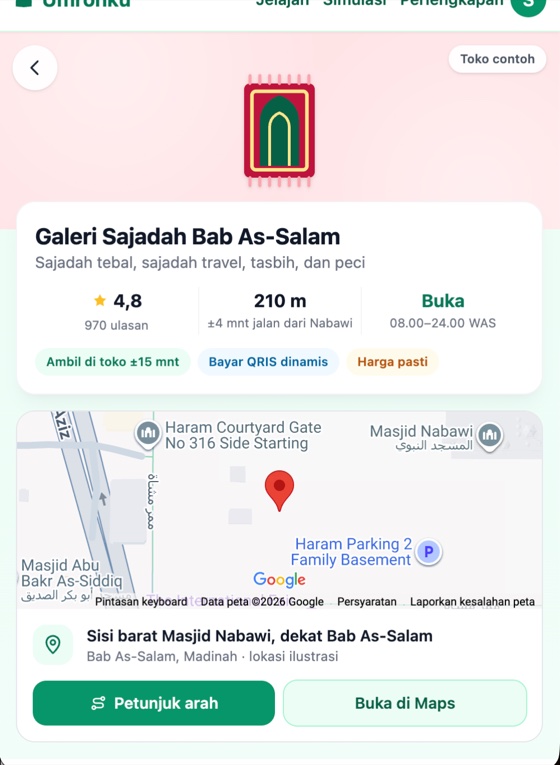 Umrohku
Jelajah Simulasi Perlengkapan S
Toko contoh
Galeri Sajadah Bab As-Salam
Sajadah tebal, sajadah travel, tasbih, dan peci
4,8
970 ulasan
210 m
±4 mnt jalan dari Nabawi
Buka
08.00–24.00 WAS
Ambil di toko ±15 mnt
Bayar QRIS dinamis
Harga pasti
Haram Courtyard Gate
No 316 Side Starting
Masjid Nabawi
المسجد النبوي
ممر مشاة
Haram Parking 2
Family Basement
P
Masjid Abu
Bakr As-Siddiq
أبو بكر الصديق
Google
Pintasan keyboard
Data peta ©2026 Google
Persyaratan
Laporkan kesalahan peta
Sisi barat Masjid Nabawi, dekat Bab As-Salam
Bab As-Salam, Madinah · lokasi ilustrasi
Petunjuk arah
Buka di Maps